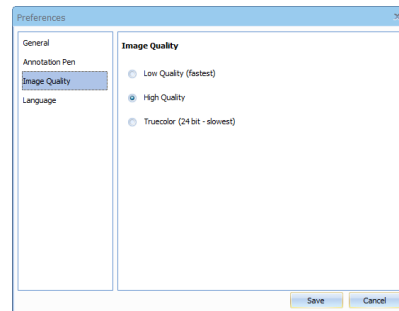 Preferences
General
Annotation Pen
Image Quality
Language
Image Quality
Low Quality (fastest)
High Quality
Truecolor (24 bit - slowest)
Save
Cancel